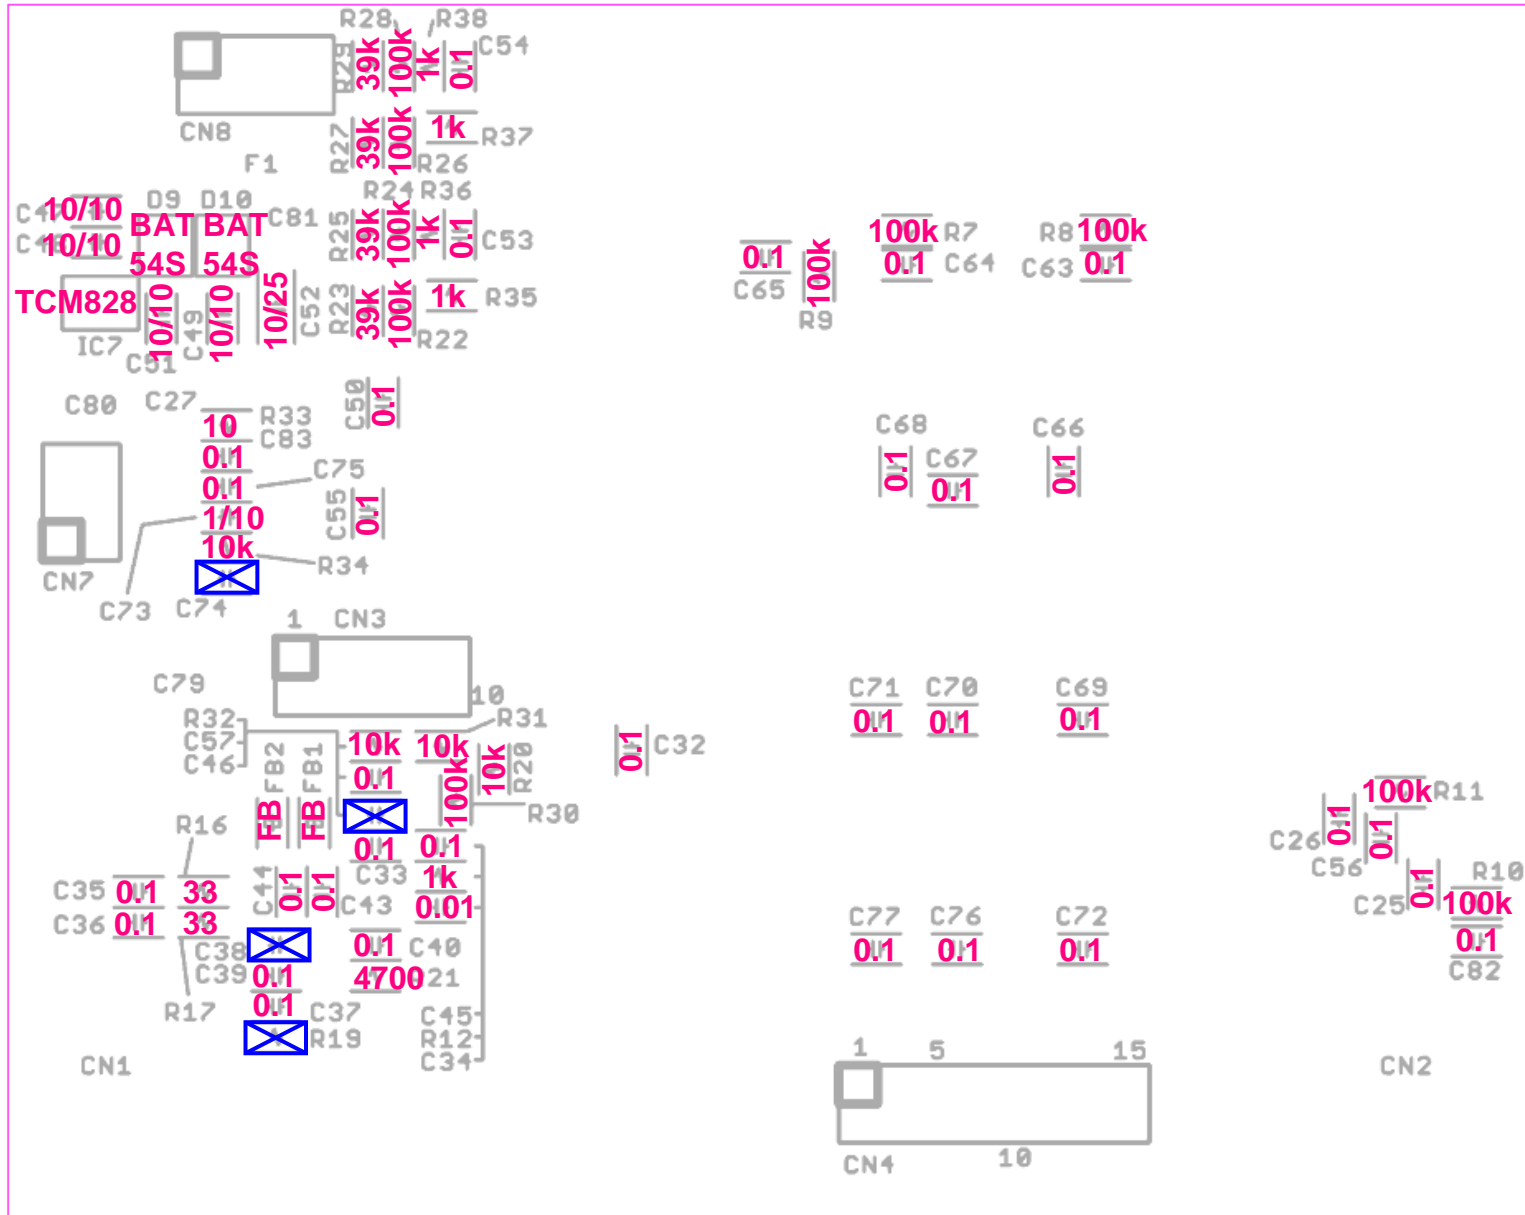 R28 R38
R29 39k 100k 1k 0.1 C54
CN8
R27 39k 100k 1k R37
F1 R26
R24 R36
C47 10/10 D9 D10 C81
BAT BAT
10/10
54S 54S
R25 39k 100k 1k 0.1 C53
TCM828
IC7
10/10 C49 10/10 10/25 C52
C51
R23 39k 100k 1k R35
R22
0.1 C65
100k R9
100k R7
0.1 C64
R8 100k
C63 0.1
C80 C27
10 R33
C83
0.1
0.1 C75
1/10
10k R34
C50 0.1
C55 0.1
CN7
C73 C74
C68 0.1
C67 0.1
C66 0.1
1 CN3
10
C79
R32
C57
C46
FB2 FB1
FB FB
10k
0.1
0.1
R31
10k
10k R20
100k R30
0.1 C32
C71 C70 C69
0.1 0.1 0.1
R16
C35 0.1 33
C36 0.1 33
R17
C44 0.1 0.1 C43
C33 0.1
1k
0.01
C38
C39 0.1
0.1 C37
R19
0.1 C40
4700 C21
C45
R12
C34
CN1
C77 C76 C72
0.1 0.1 0.1
100k R11
C26 0.1
C56 0.1
C25 0.1
R10
100k
0.1
C82
1 5 15
CN4 10
CN2